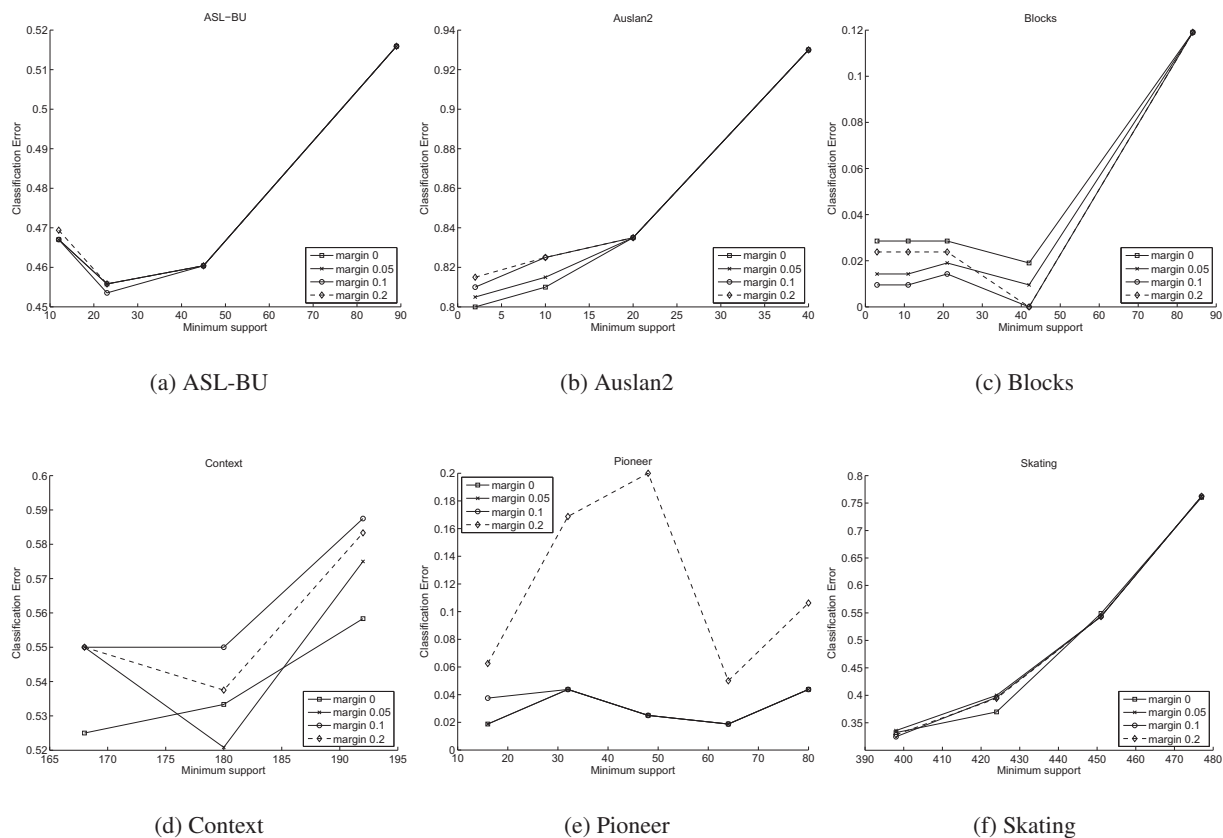 ASL−BU
0.52
0.51
0.5
0.49
0.48
0.47
0.46
0.45
10 20 30 40 50 60 70 80 90
Classification Error
Minimum support
margin 0
margin 0.05
margin 0.1
margin 0.2
(a) ASL-BU
Auslan2
0.94
0.92
0.9
0.88
0.86
0.84
0.82
0.8
0 5 10 15 20 25 30 35 40
Classification Error
Minimum support
margin 0
margin 0.05
margin 0.1
margin 0.2
(b) Auslan2
Blocks
0.12
0.1
0.08
0.06
0.04
0.02
0
0 10 20 30 40 50 60 70 80 90
Classification Error
Minimum support
margin 0
margin 0.05
margin 0.1
margin 0.2
(c) Blocks
Context
0.6
0.59
0.58
0.57
0.56
0.55
0.54
0.53
0.52
165 170 175 180 185 190 195
Classification Error
Minimum support
margin 0
margin 0.05
margin 0.1
margin 0.2
(d) Context
Pioneer
0.2
0.18
0.16
0.14
0.12
0.1
0.08
0.06
0.04
0.02
0
10 20 30 40 50 60 70 80
Classification Error
Minimum support
margin 0
margin 0.05
margin 0.1
margin 0.2
(e) Pioneer
Skating
0.8
0.75
0.7
0.65
0.6
0.55
0.5
0.45
0.4
0.35
390 400 410 420 430 440 450 460 470 480
Classification Error
Minimum support
margin 0
margin 0.05
margin 0.1
margin 0.2
(f) Skating